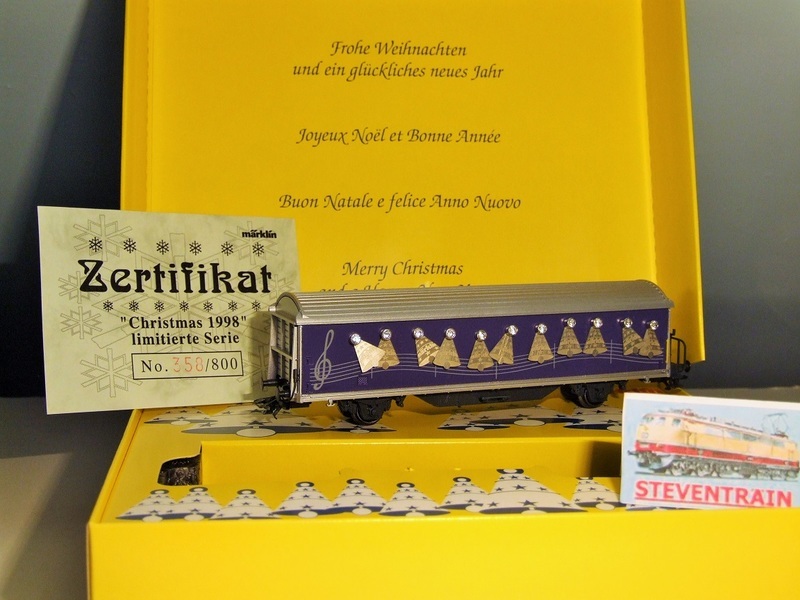 Frohe Weihnachten
und ein glückliches neues Jahr
Joyeux Noël et Bonne Année
Buon Natale e felice Anno Nuovo
Merry Christmas
märklin
Zertifikat
"Christmas 1998"
limitierte Serie
No. 358/800
STEVENTRAIN